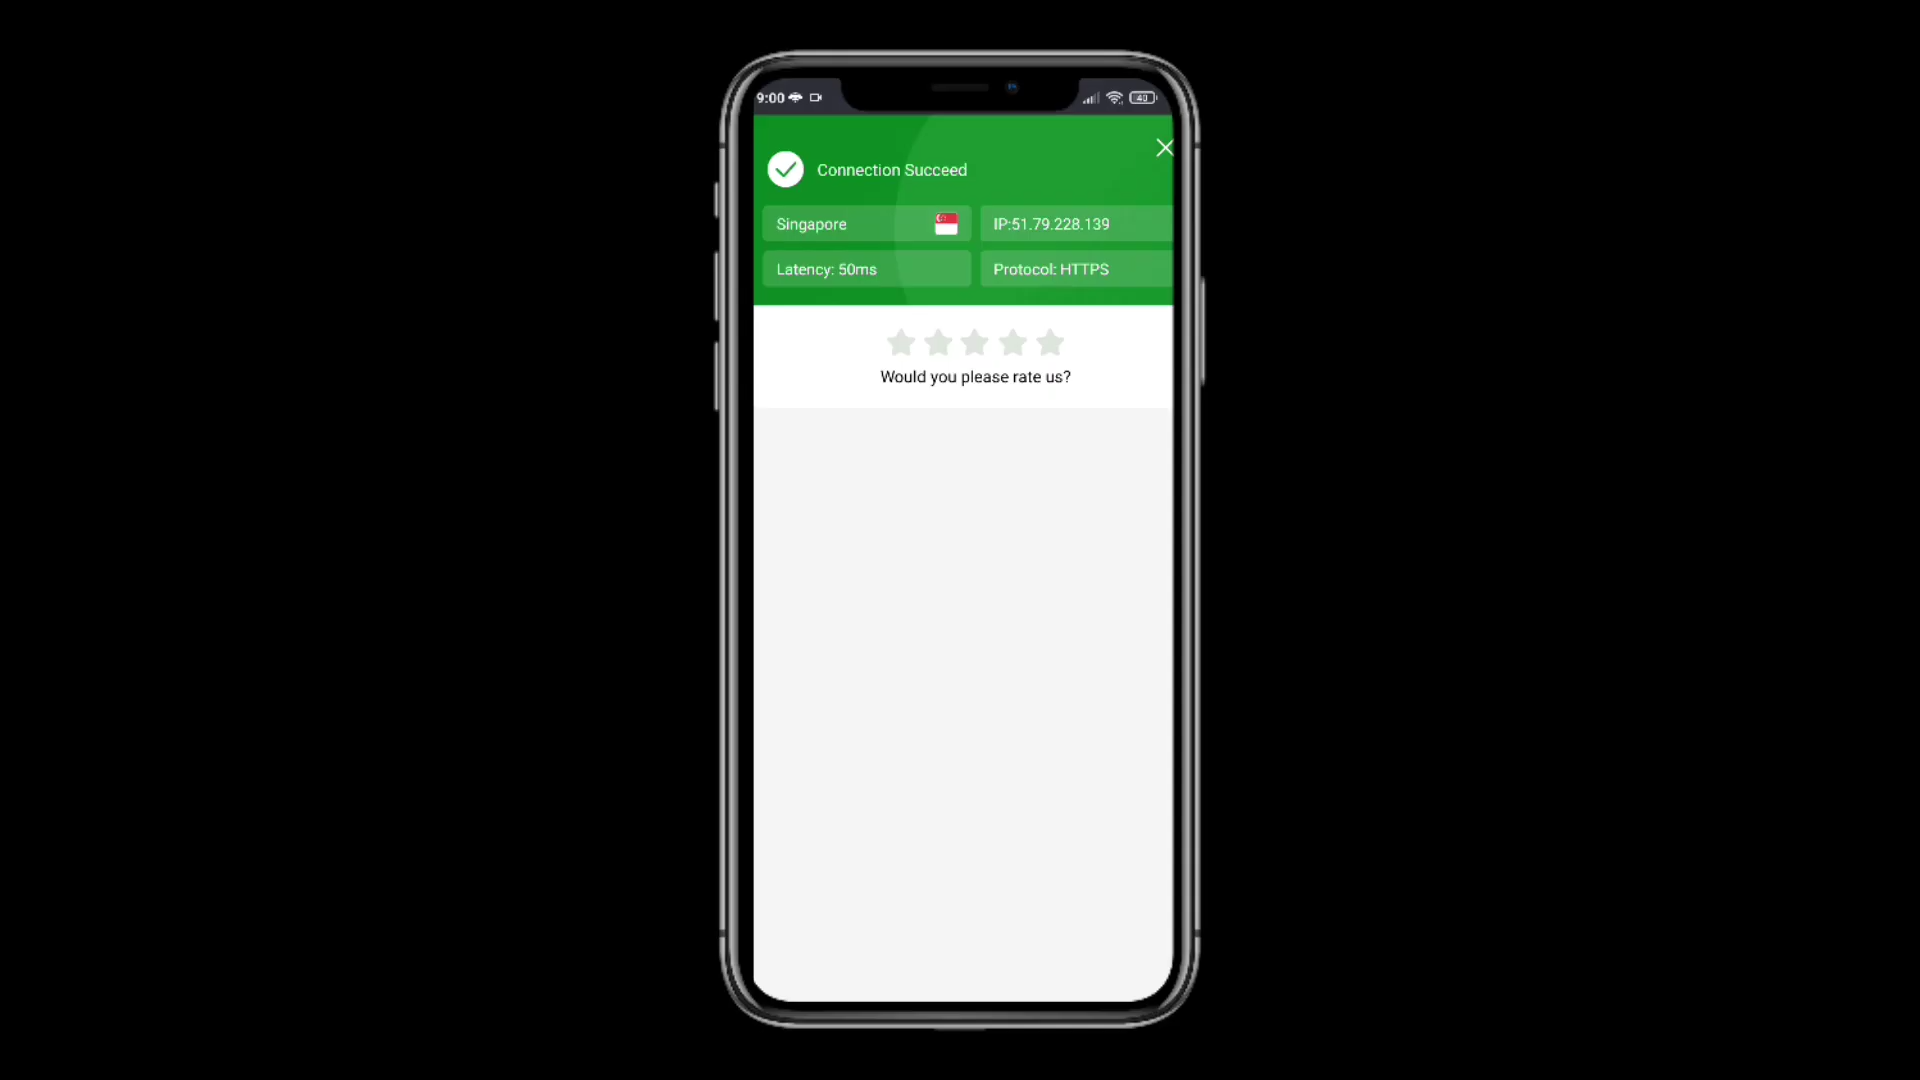 9:00
40
Connection Succeed
Singapore
IP:51.79.228.139
Latency: 50ms
Protocol: HTTPS
Would you please rate us?